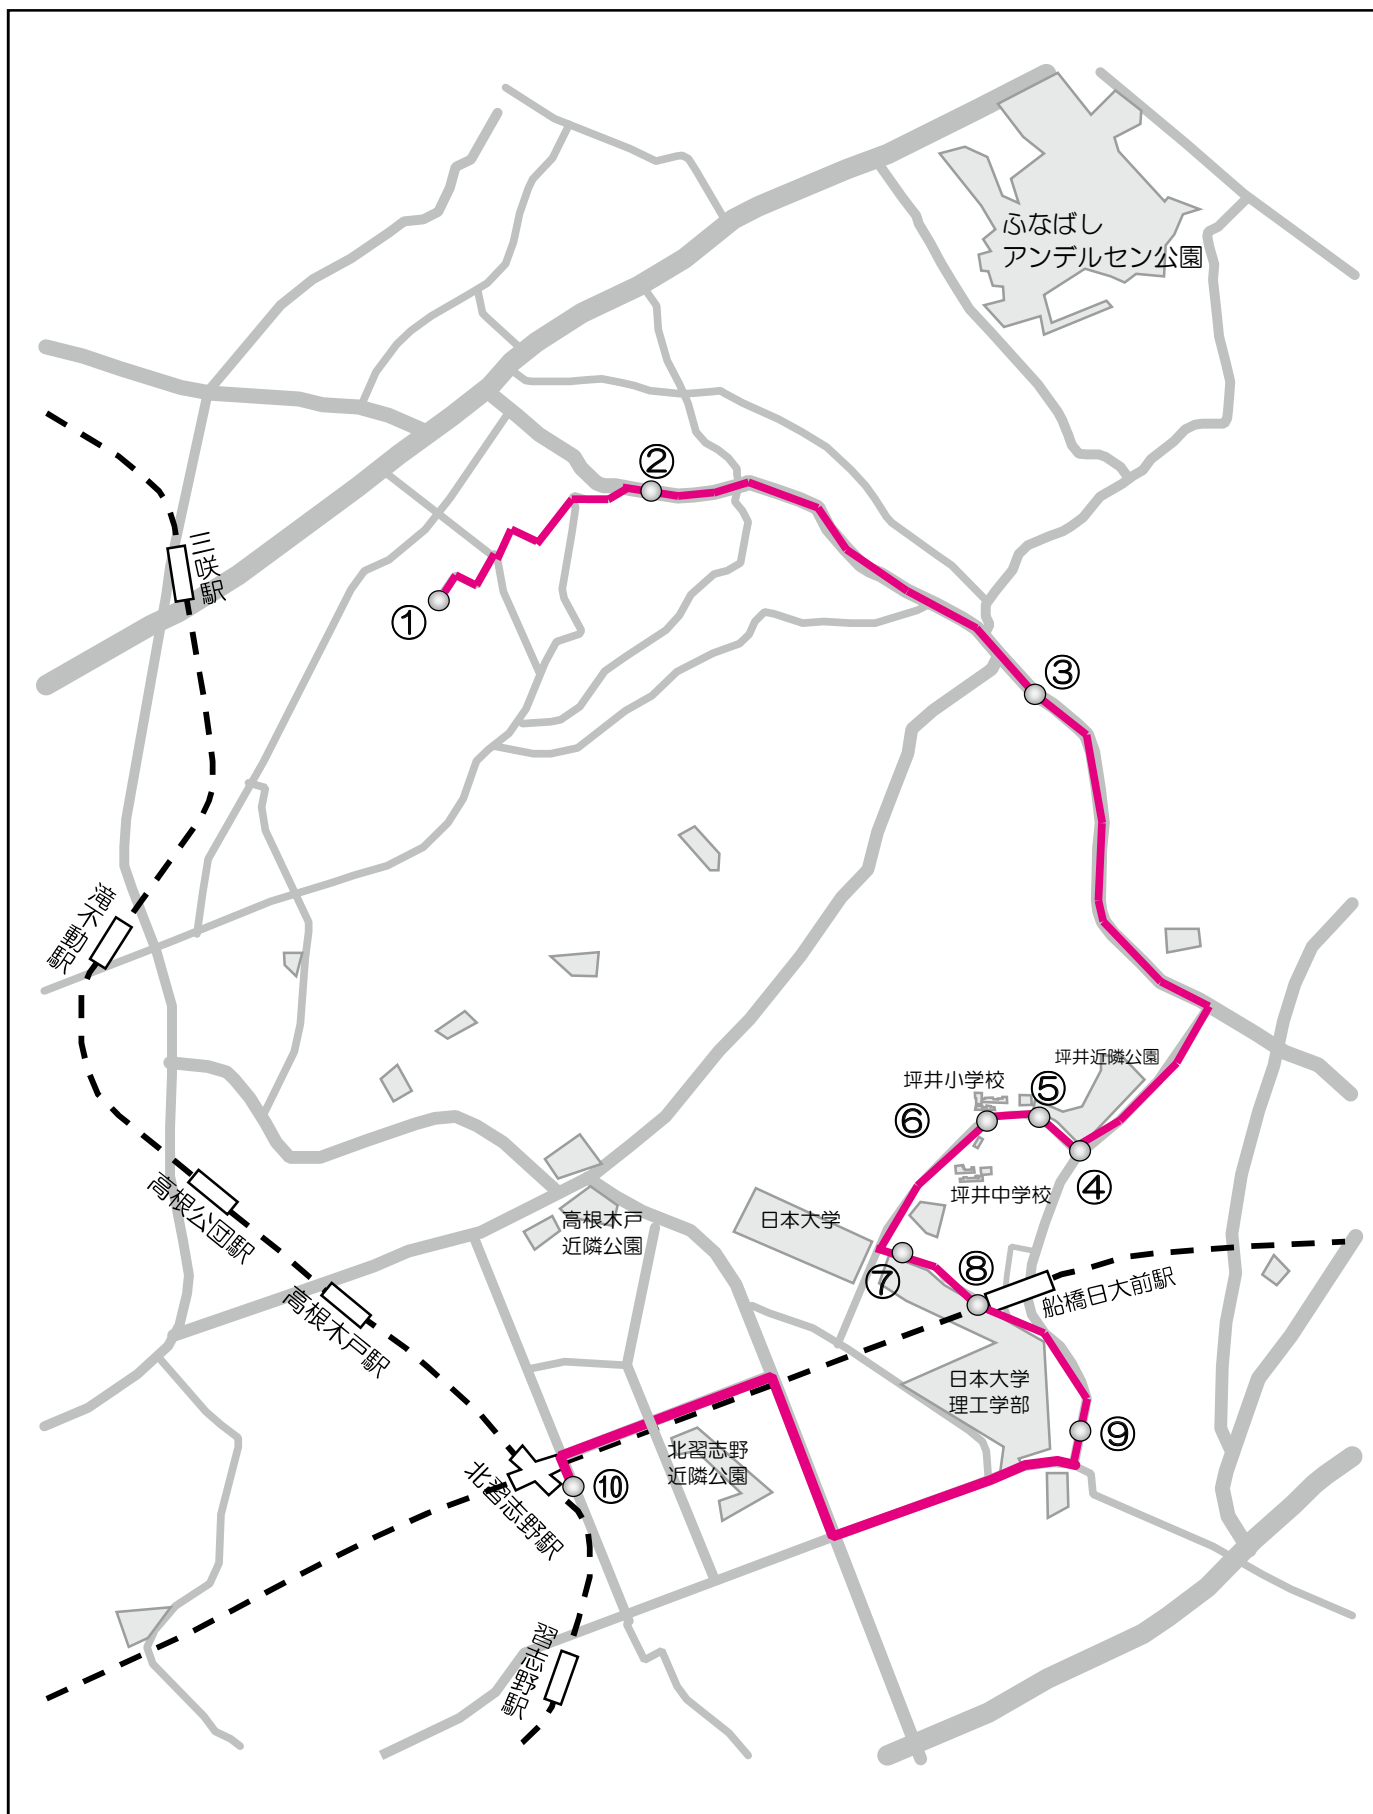 ふなばし
アンデルセン公園
②
三咲駅
①
③
滝不動駅
坪井近隣公園
坪井小学校
⑤
⑥
坪井中学校
④
高根公団駅
高根木戸
近隣公園
日本大学
⑦
⑧
船橋日大前駅
高根木戸駅
日本大学
理工学部
⑨
北習志野
近隣公園
北習志野駅
⑩
習志野駅